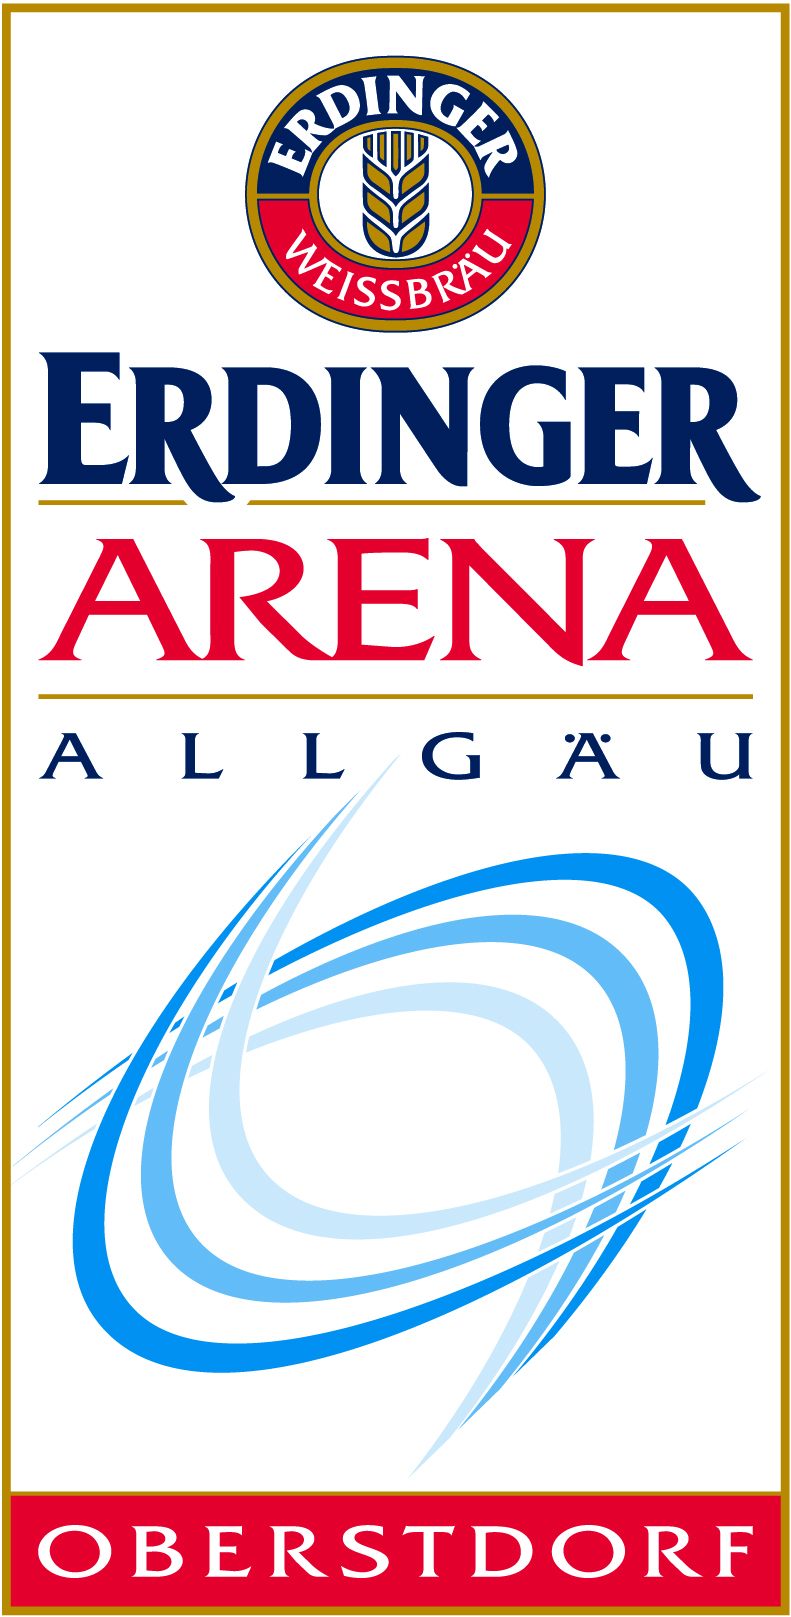 ERDINGER
WEISSBRÄU
ERDINGER
ARENA
ALLGÄU
OBERSTDORF